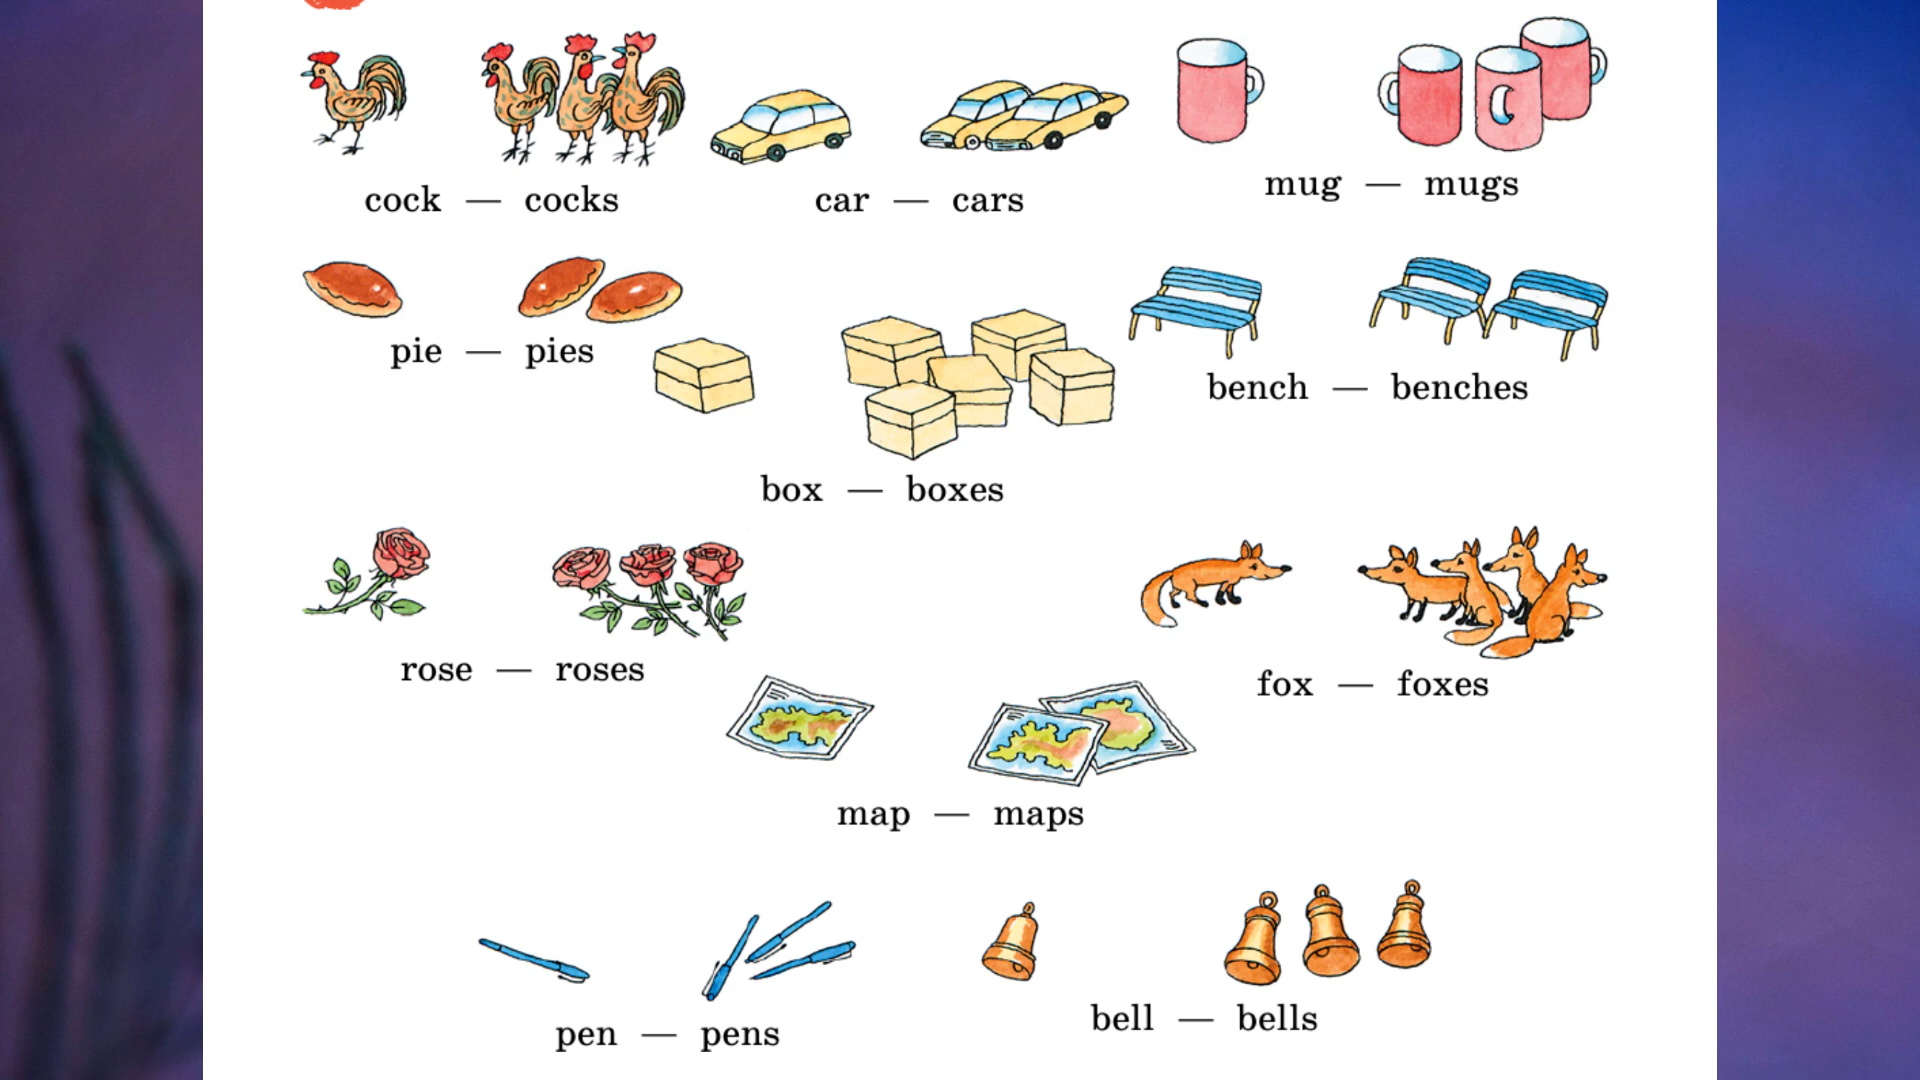 cock — cocks
car — cars
mug — mugs
pie — pies
bench — benches
box — boxes
rose — roses
fox — foxes
map — maps
pen — pens
bell — bells